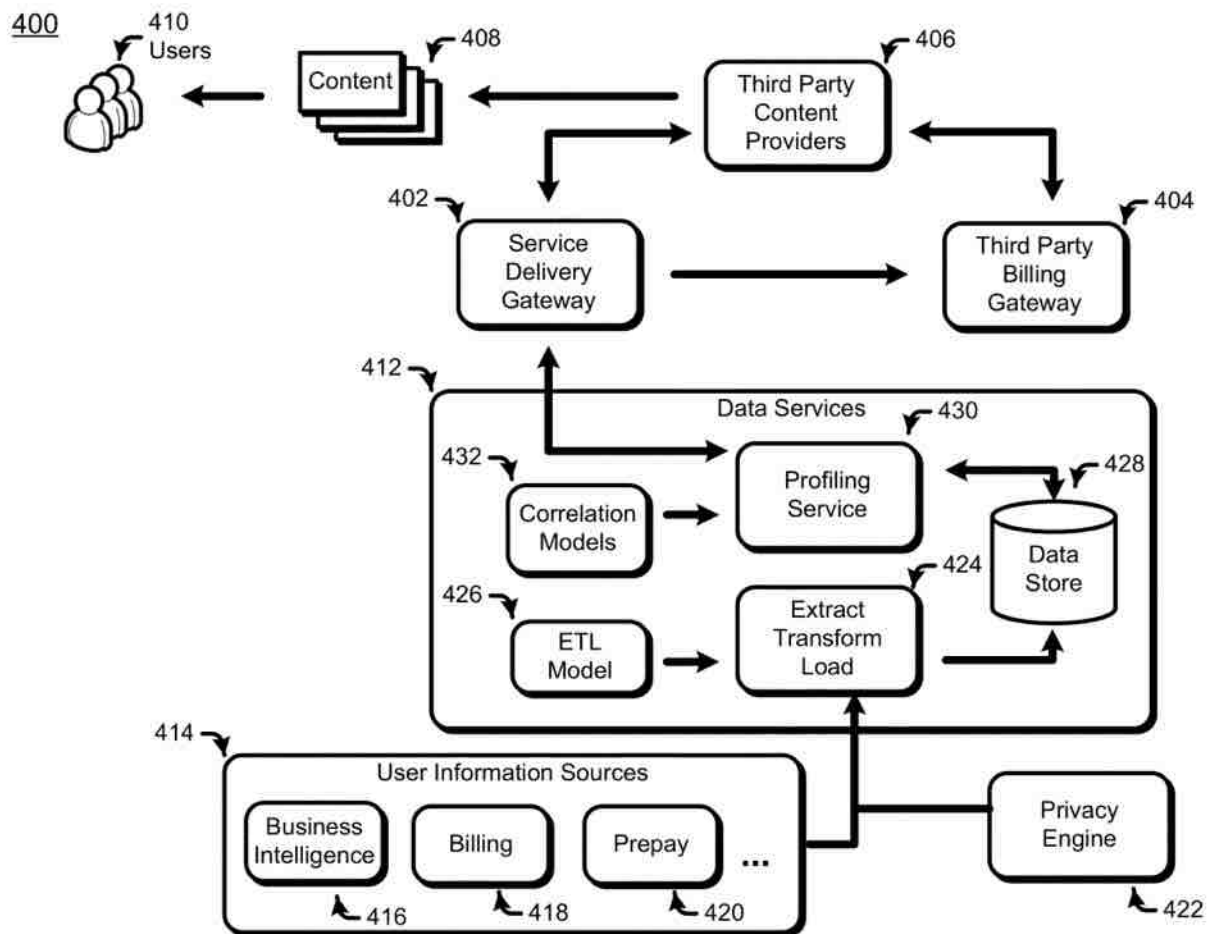 400
410
Users
408
Content
406
Third Party
Content
Providers
402
Service
Delivery
Gateway
404
Third Party
Billing
Gateway
412
Data Services
430
Profiling
Service
432
Correlation
Models
428
Data
Store
424
Extract
Transform
Load
426
ETL
Model
414
User Information Sources
Business
Intelligence
416
Billing
418
Prepay
420
...
Privacy
Engine
422